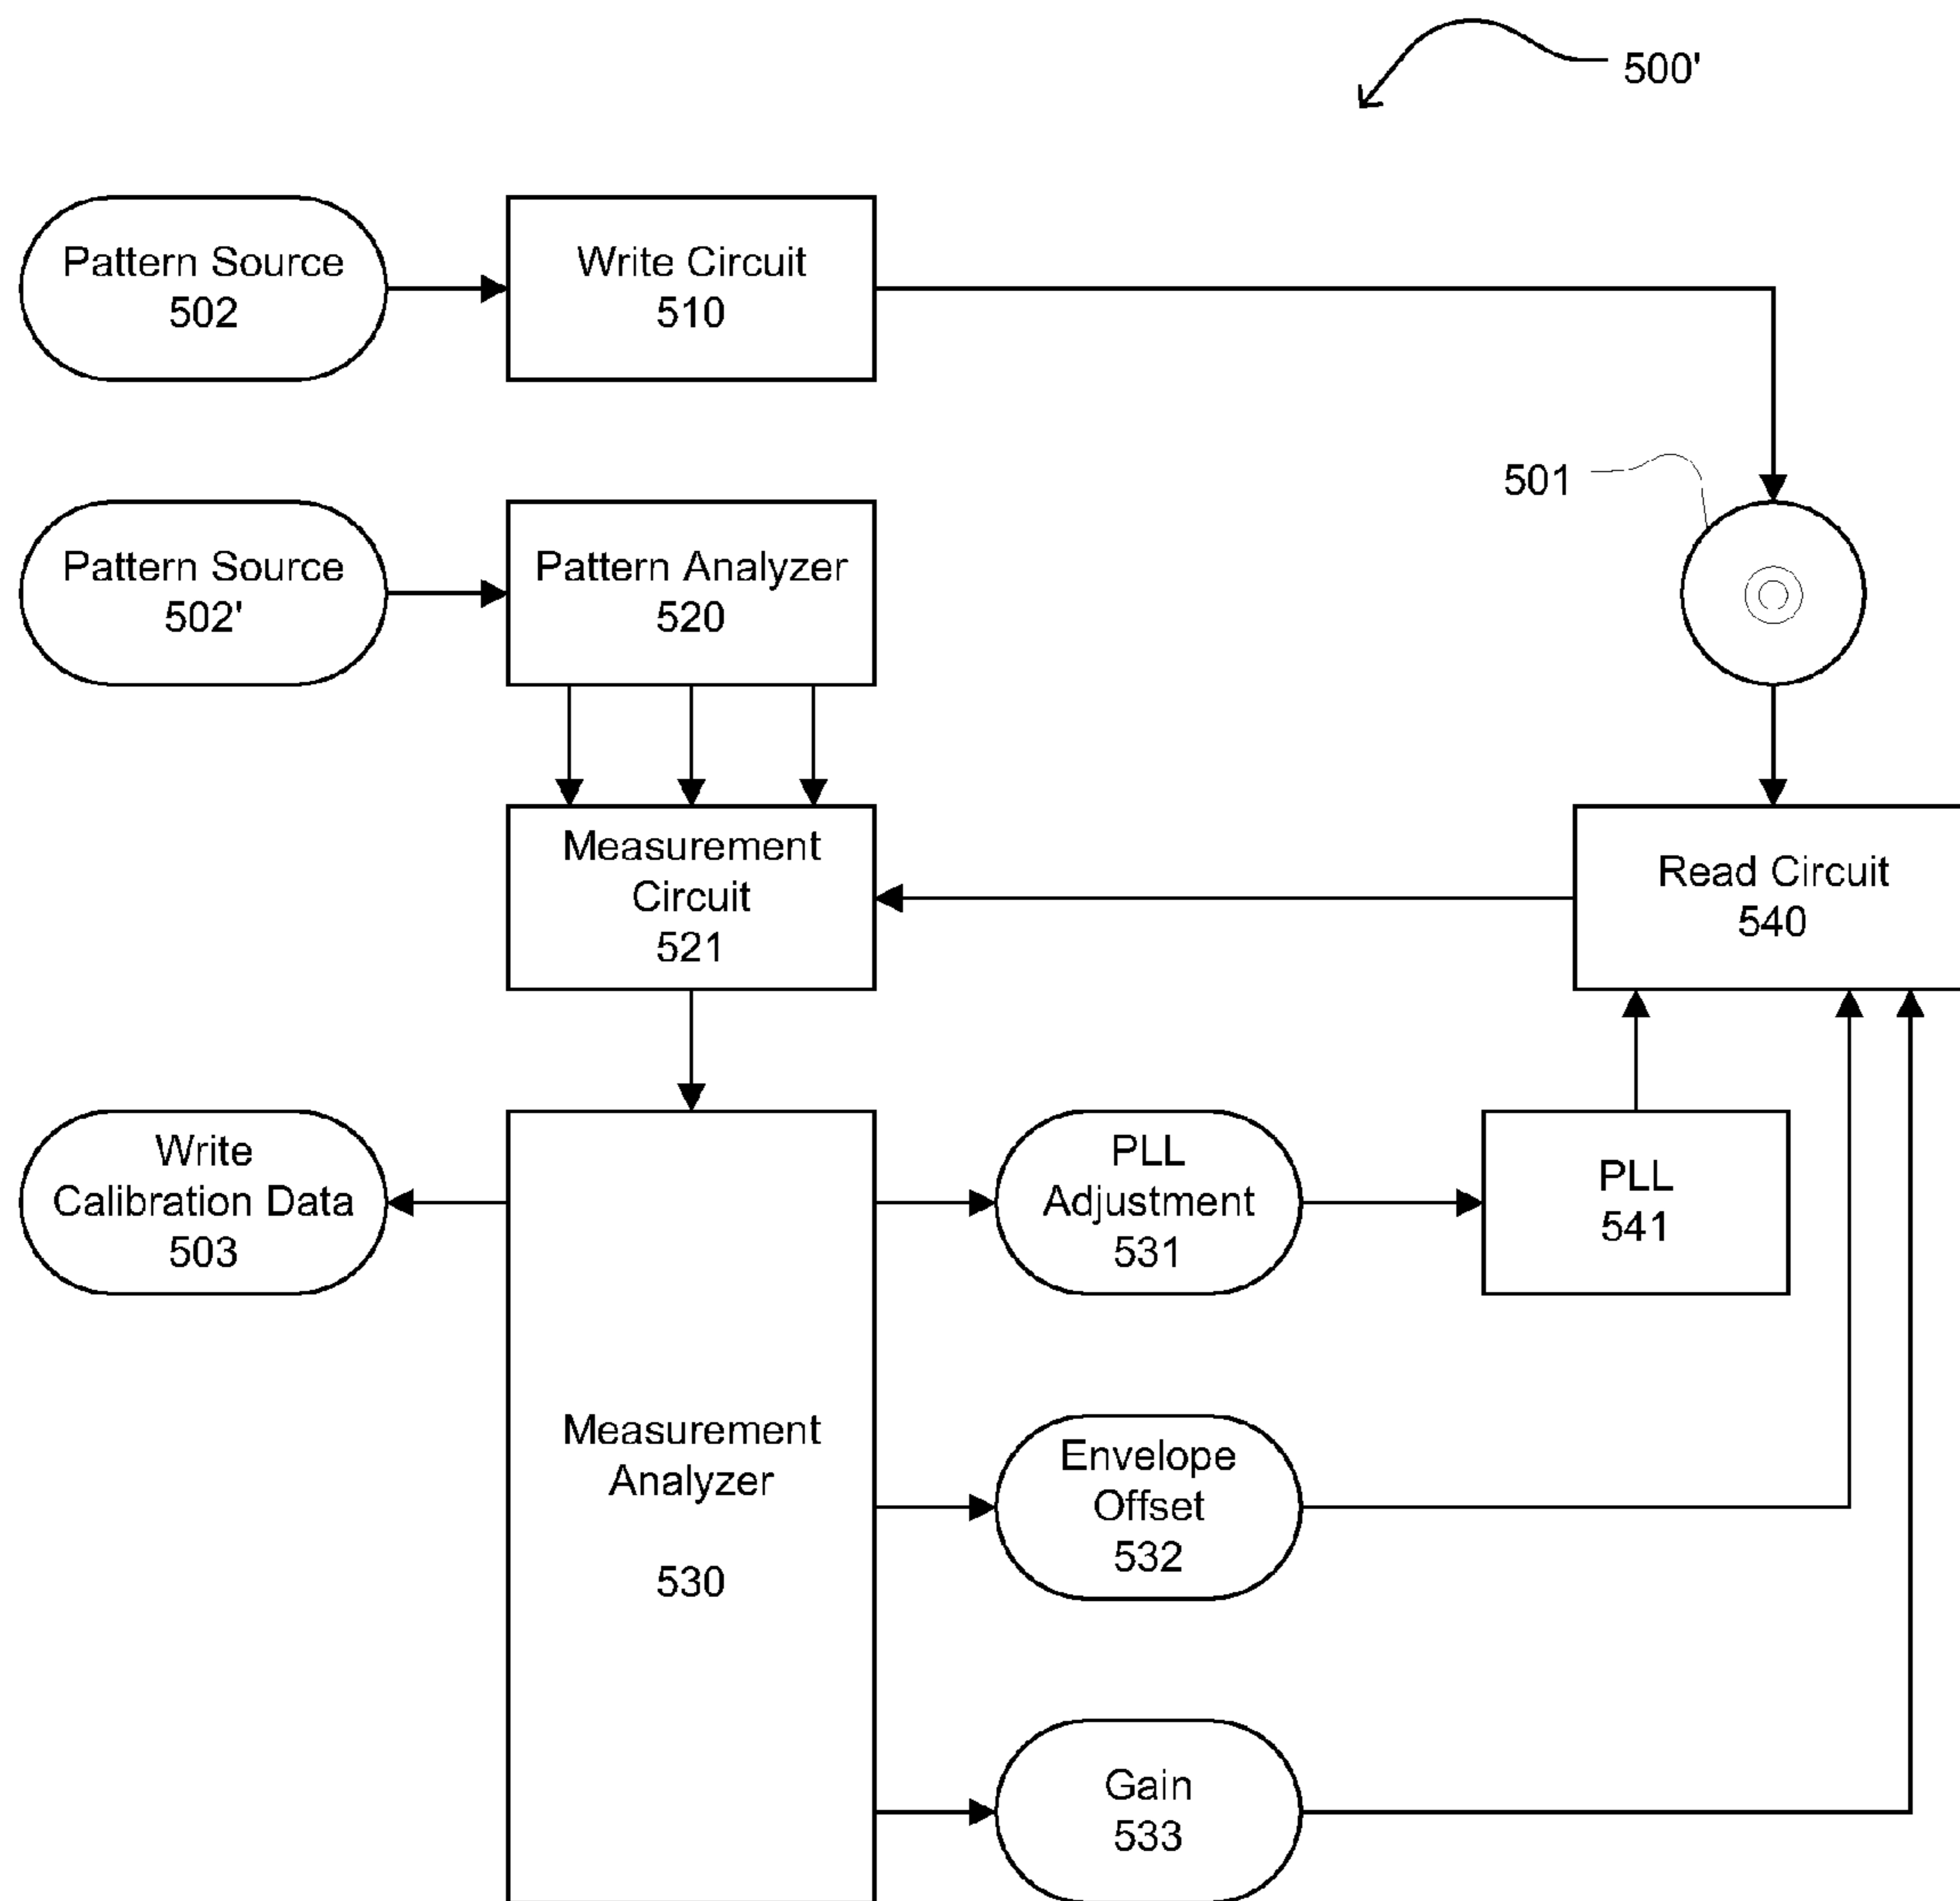 500'
Pattern Source
502
Write Circuit
510
501
Pattern Source
502'
Pattern Analyzer
520
Measurement
Circuit
521
Read Circuit
540
Write
Calibration Data
503
PLL
Adjustment
531
PLL
541
Measurement
Analyzer
530
Envelope
Offset
532
Gain
533